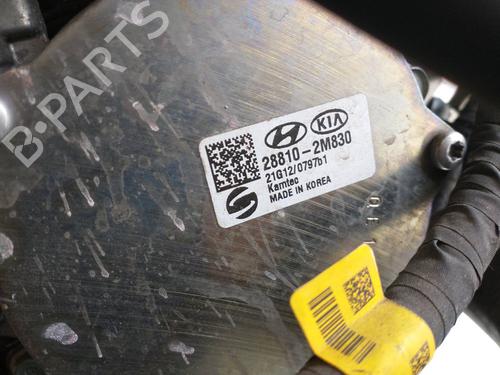 B-PARTS
KIA
28810-2M830
21G12/0797b1
Kamtec
MADE IN KOREA